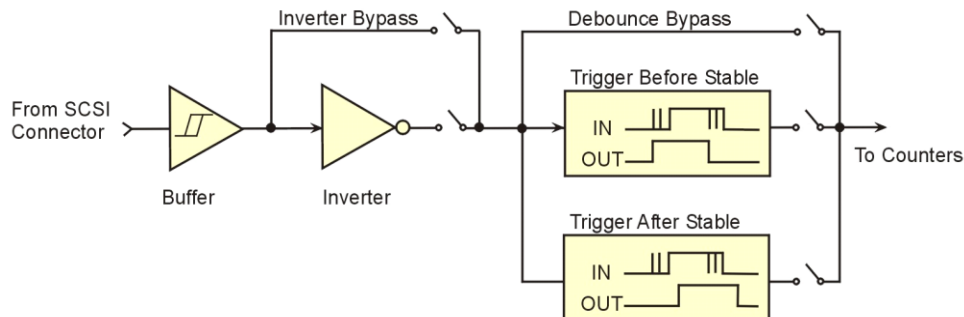 Inverter Bypass
Debounce Bypass
From SCSI
Connector
Buffer
Inverter
Trigger Before Stable
IN
OUT
To Counters
Trigger After Stable
IN
OUT